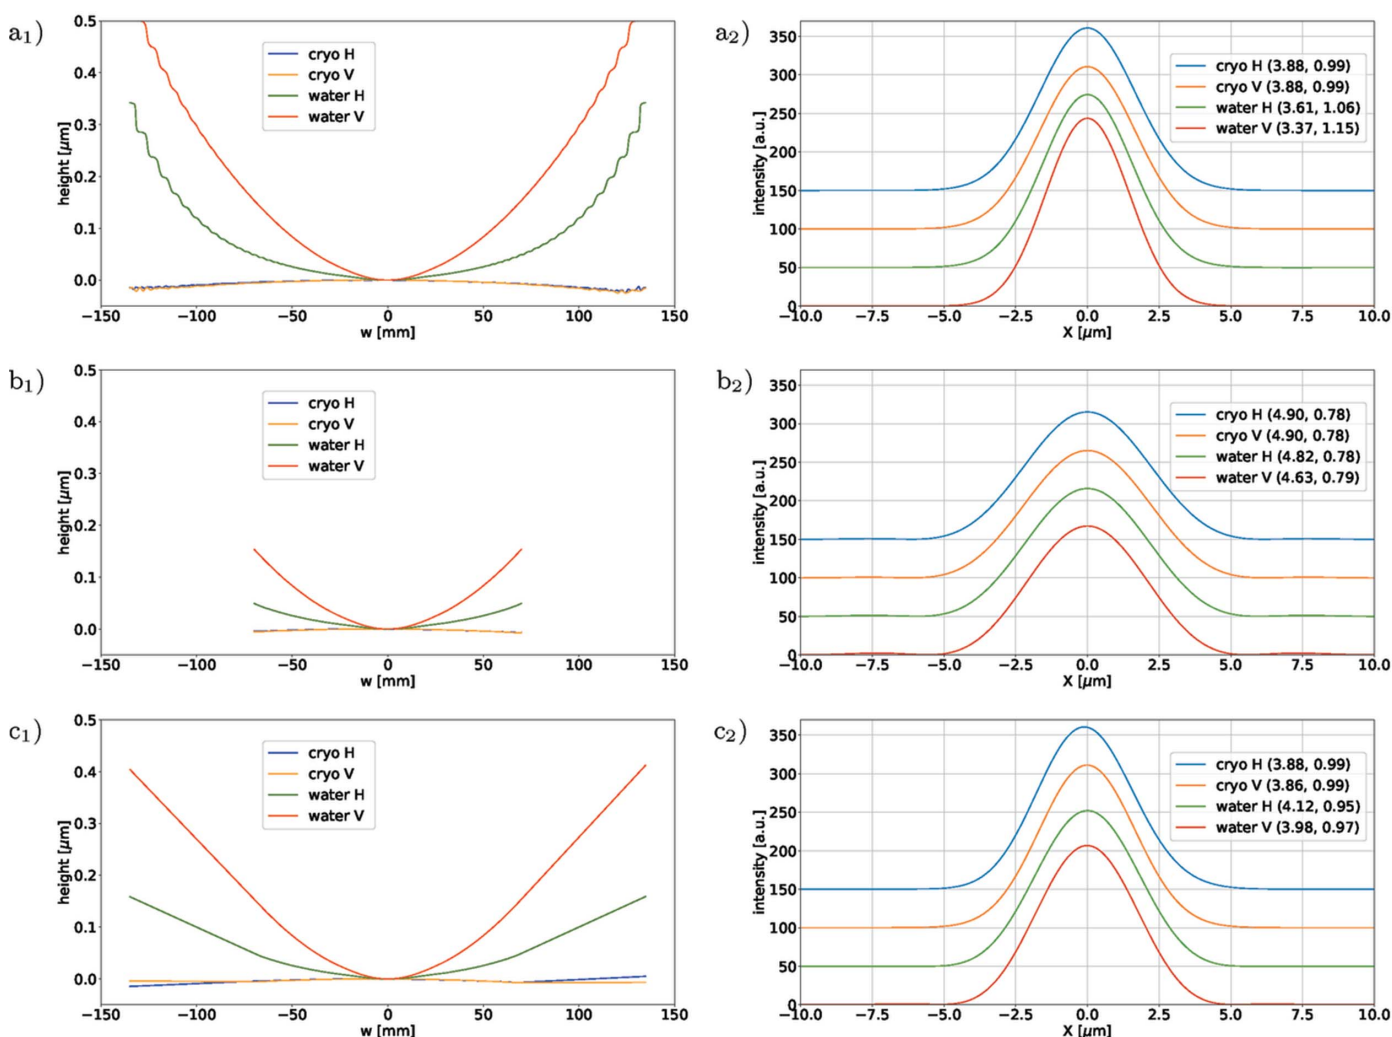 a₁)
0.5
0.4
0.3
0.2
0.1
0.0
height [μm]
cryo H
cryo V
water H
water V
−150 −100 −50 0 50 100 150
w [mm]
a₂)
350
300
250
200
150
100
50
0
intensity [a.u.]
cryo H (3.88, 0.99)
cryo V (3.88, 0.99)
water H (3.61, 1.06)
water V (3.37, 1.15)
−10.0 −7.5 −5.0 −2.5 0.0 2.5 5.0 7.5 10.0
X [μm]
b₁)
0.5
0.4
0.3
0.2
0.1
0.0
height [μm]
cryo H
cryo V
water H
water V
−150 −100 −50 0 50 100 150
w [mm]
b₂)
350
300
250
200
150
100
50
0
intensity [a.u.]
cryo H (4.90, 0.78)
cryo V (4.90, 0.78)
water H (4.82, 0.78)
water V (4.63, 0.79)
−10.0 −7.5 −5.0 −2.5 0.0 2.5 5.0 7.5 10.0
X [μm]
c₁)
0.5
0.4
0.3
0.2
0.1
0.0
height [μm]
cryo H
cryo V
water H
water V
−150 −100 −50 0 50 100 150
w [mm]
c₂)
350
300
250
200
150
100
50
0
intensity [a.u.]
cryo H (3.88, 0.99)
cryo V (3.86, 0.99)
water H (4.12, 0.95)
water V (3.98, 0.97)
−10.0 −7.5 −5.0 −2.5 0.0 2.5 5.0 7.5 10.0
X [μm]